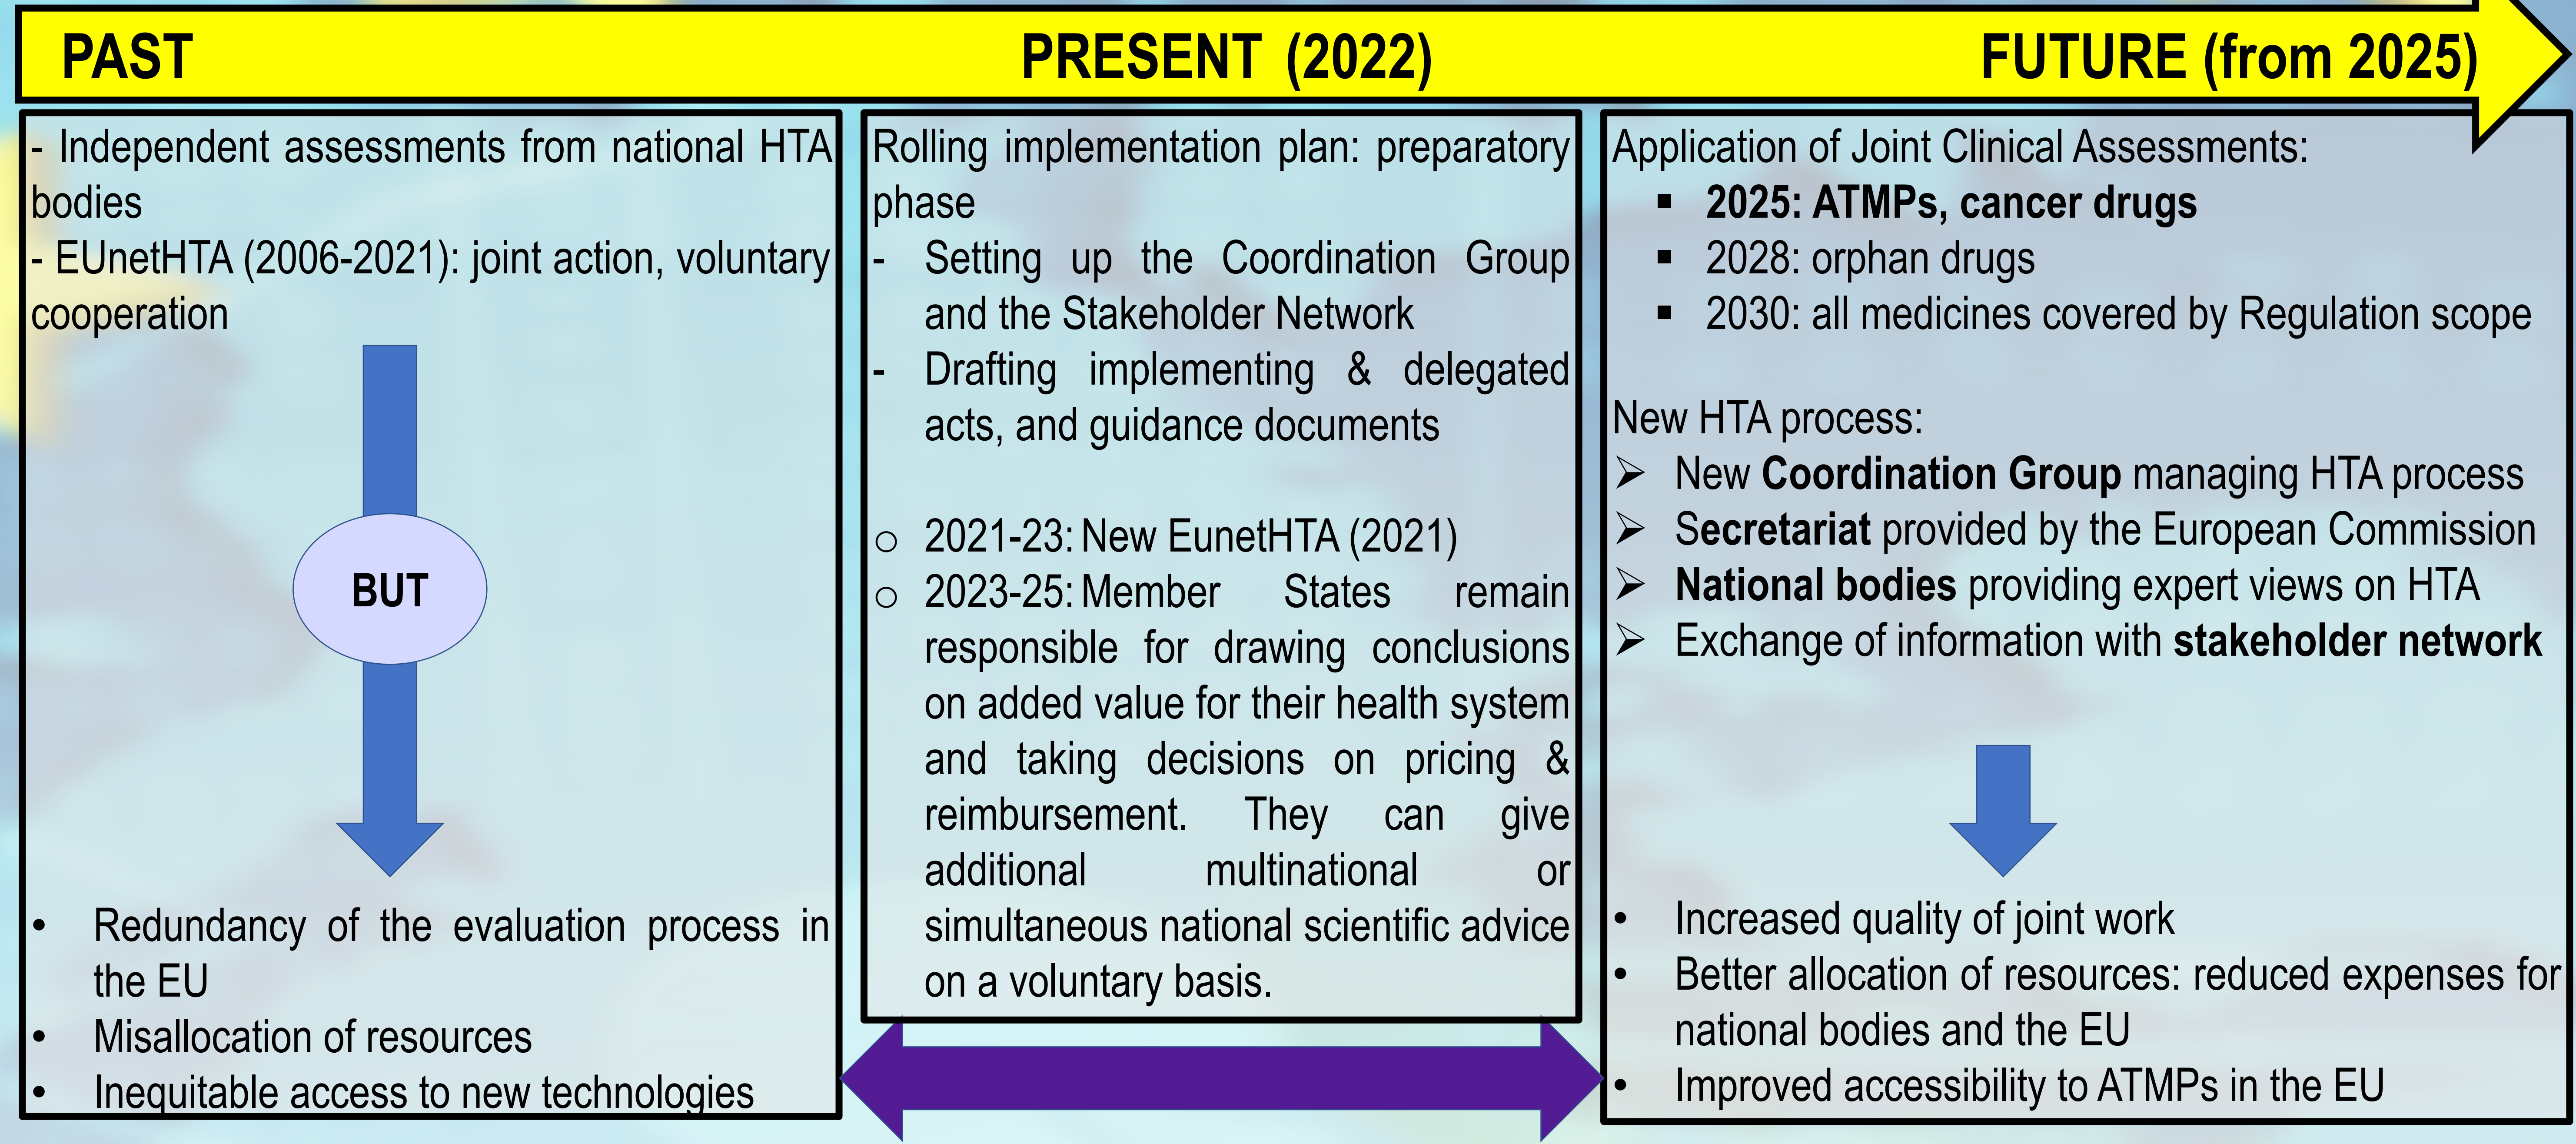 PAST
PRESENT (2022)
FUTURE (from 2025)
- Independent assessments from national HTA
bodies
- EUnetHTA (2006-2021): joint action, voluntary
cooperation
BUT
• Redundancy of the evaluation process in
the EU
• Misallocation of resources
• Inequitable access to new technologies
Rolling implementation plan: preparatory
phase
- Setting up the Coordination Group
and the Stakeholder Network
- Drafting implementing & delegated
acts, and guidance documents
○ 2021-23: New EunetHTA (2021)
○ 2023-25: Member States remain
responsible for drawing conclusions
on added value for their health system
and taking decisions on pricing &
reimbursement. They can give
additional multinational or
simultaneous national scientific advice
on a voluntary basis.
Application of Joint Clinical Assessments:
▪ 2025: ATMPs, cancer drugs
▪ 2028: orphan drugs
▪ 2030: all medicines covered by Regulation scope
New HTA process:
➢ New Coordination Group managing HTA process
➢ Secretariat provided by the European Commission
➢ National bodies providing expert views on HTA
➢ Exchange of information with stakeholder network
• Increased quality of joint work
• Better allocation of resources: reduced expenses for
national bodies and the EU
• Improved accessibility to ATMPs in the EU